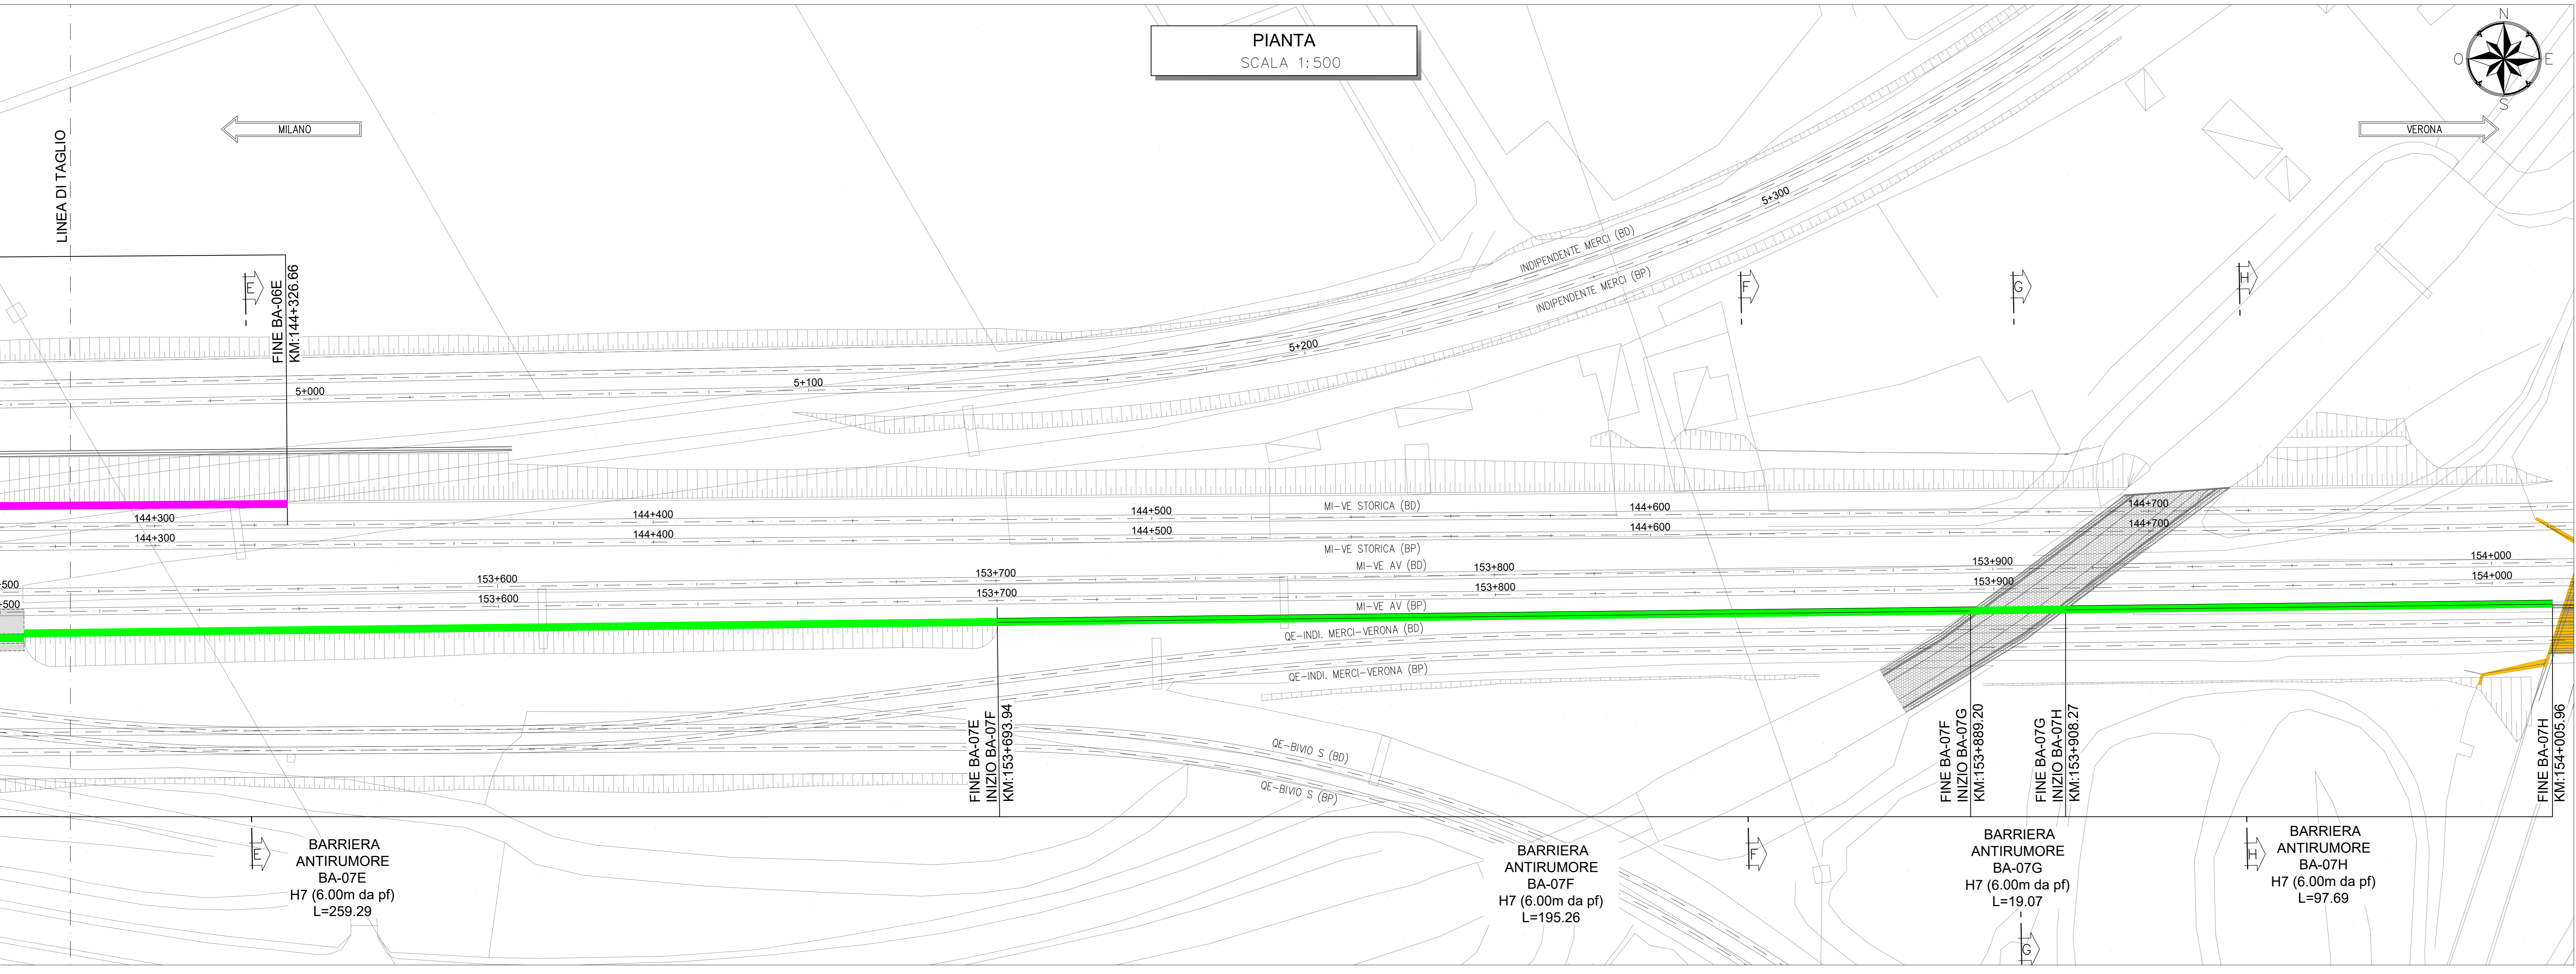 PIANTA
SCALA 1:500
N
O
E
S
MILANO
VERONA
LINEA DI TAGLIO
E
FINE BA-06E
KM:144+326.66
F
G
H
INDIPENDENTE MERCI (BD)
INDIPENDENTE MERCI (BP)
5+300
5+200
5+100
5+000
MI-VE STORICA (BD)
144+300
144+400
144+500
144+600
144+700
144+300
144+400
144+500
144+600
144+700
MI-VE STORICA (BP)
MI-VE AV (BD)
-500
153+600
153+700
153+800
153+900
154+000
-500
153+600
153+700
153+800
153+900
154+000
MI-VE AV (BP)
QE-INDI. MERCI-VERONA (BD)
QE-INDI. MERCI-VERONA (BP)
QE-BIVIO S (BD)
QE-BIVIO S (BP)
FINE BA-07E
INIZIO BA-07F
KM:153+693.94
FINE BA-07F
INIZIO BA-07G
KM:153+889.20
FINE BA-07G
INIZIO BA-07H
KM:153+908.27
FINE BA-07H
KM:154+005.96
E
BARRIERA
ANTIRUMORE
BA-07E
H7 (6.00m da pf)
L=259.29
BARRIERA
ANTIRUMORE
BA-07F
H7 (6.00m da pf)
L=195.26
F
BARRIERA
ANTIRUMORE
BA-07G
H7 (6.00m da pf)
L=19.07
G
H
BARRIERA
ANTIRUMORE
BA-07H
H7 (6.00m da pf)
L=97.69